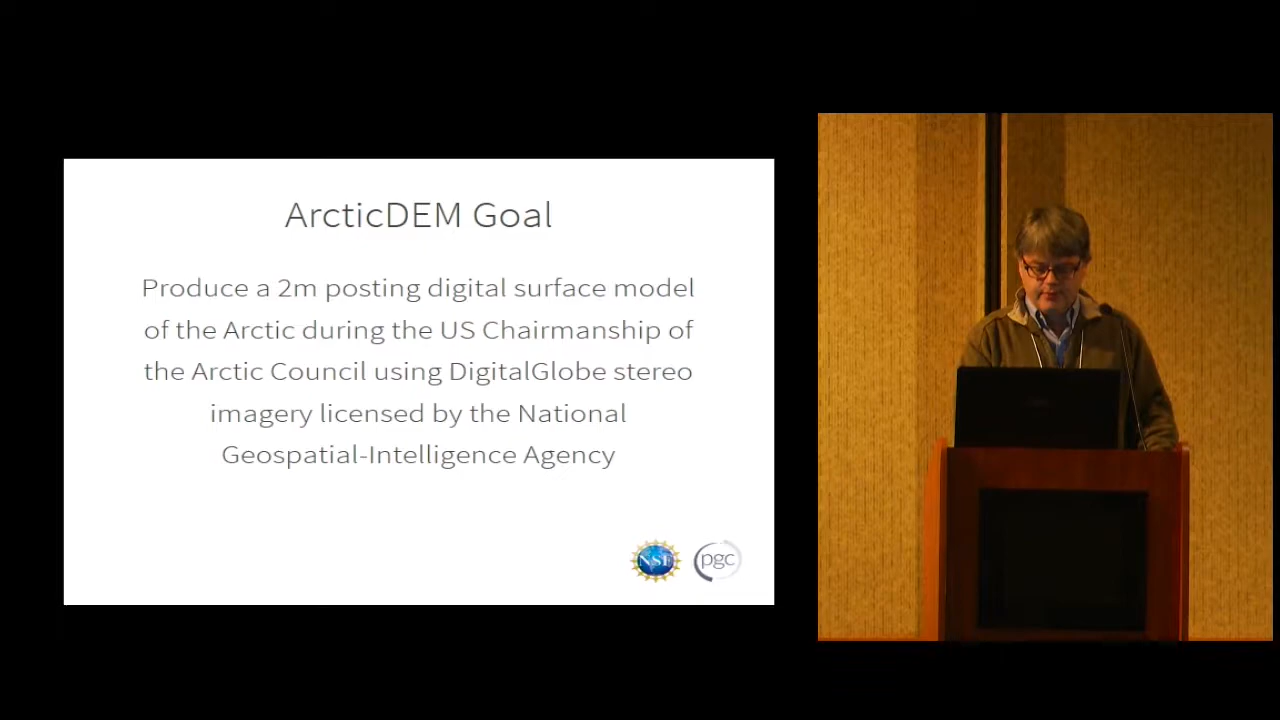 ArcticDEM Goal
Produce a 2m posting digital surface model
of the Arctic during the US Chairmanship of
the Arctic Council using DigitalGlobe stereo
imagery licensed by the National
Geospatial-Intelligence Agency
NSF
pgc